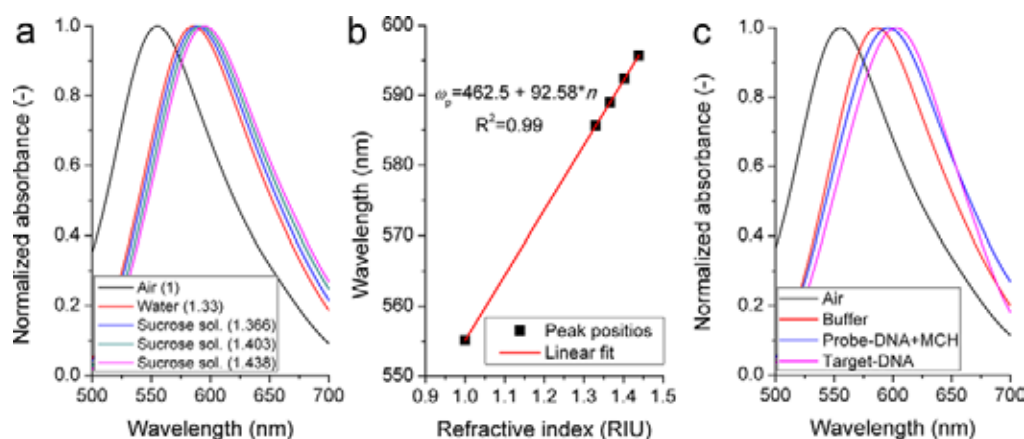 a
Normalized absorbance (-)
1.0
0.8
0.6
0.4
0.2
0.0
Air (1)
Water (1.33)
Sucrose sol. (1.366)
Sucrose sol. (1.403)
Sucrose sol. (1.438)
500 550 600 650 700
Wavelength (nm)
b
Wavelength (nm)
600
590
580
570
560
550
ω_p=462.5 + 92.58*n
R²=0.99
Peak positios
Linear fit
0.9 1.0 1.1 1.2 1.3 1.4 1.5
Refractive index (RIU)
c
Normalized absorbance (-)
1.0
0.8
0.6
0.4
0.2
0.0
Air
Buffer
Probe-DNA+MCH
Target-DNA
500 550 600 650 700
Wavelength (nm)